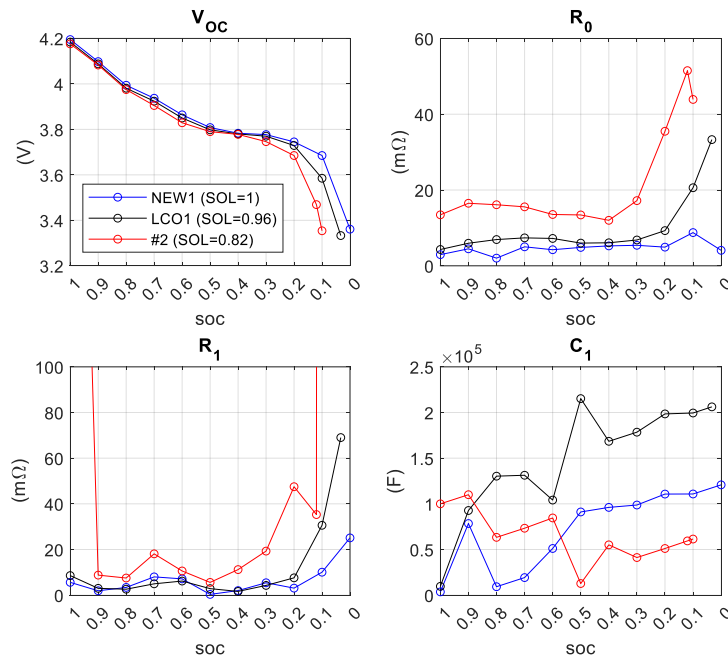 V_OC
4.2
4
3.8
3.6
3.4
3.2
(V)
NEW1 (SOL=1)
LCO1 (SOL=0.96)
#2 (SOL=0.82)
1 0.9 0.8 0.7 0.6 0.5 0.4 0.3 0.2 0.1 0
soc
R_0
60
40
20
0
(mΩ)
1 0.9 0.8 0.7 0.6 0.5 0.4 0.3 0.2 0.1 0
soc
R_1
100
80
60
40
20
0
(mΩ)
1 0.9 0.8 0.7 0.6 0.5 0.4 0.3 0.2 0.1 0
soc
C_1
×10^5
2.5
2
1.5
1
0.5
0
(F)
1 0.9 0.8 0.7 0.6 0.5 0.4 0.3 0.2 0.1 0
soc